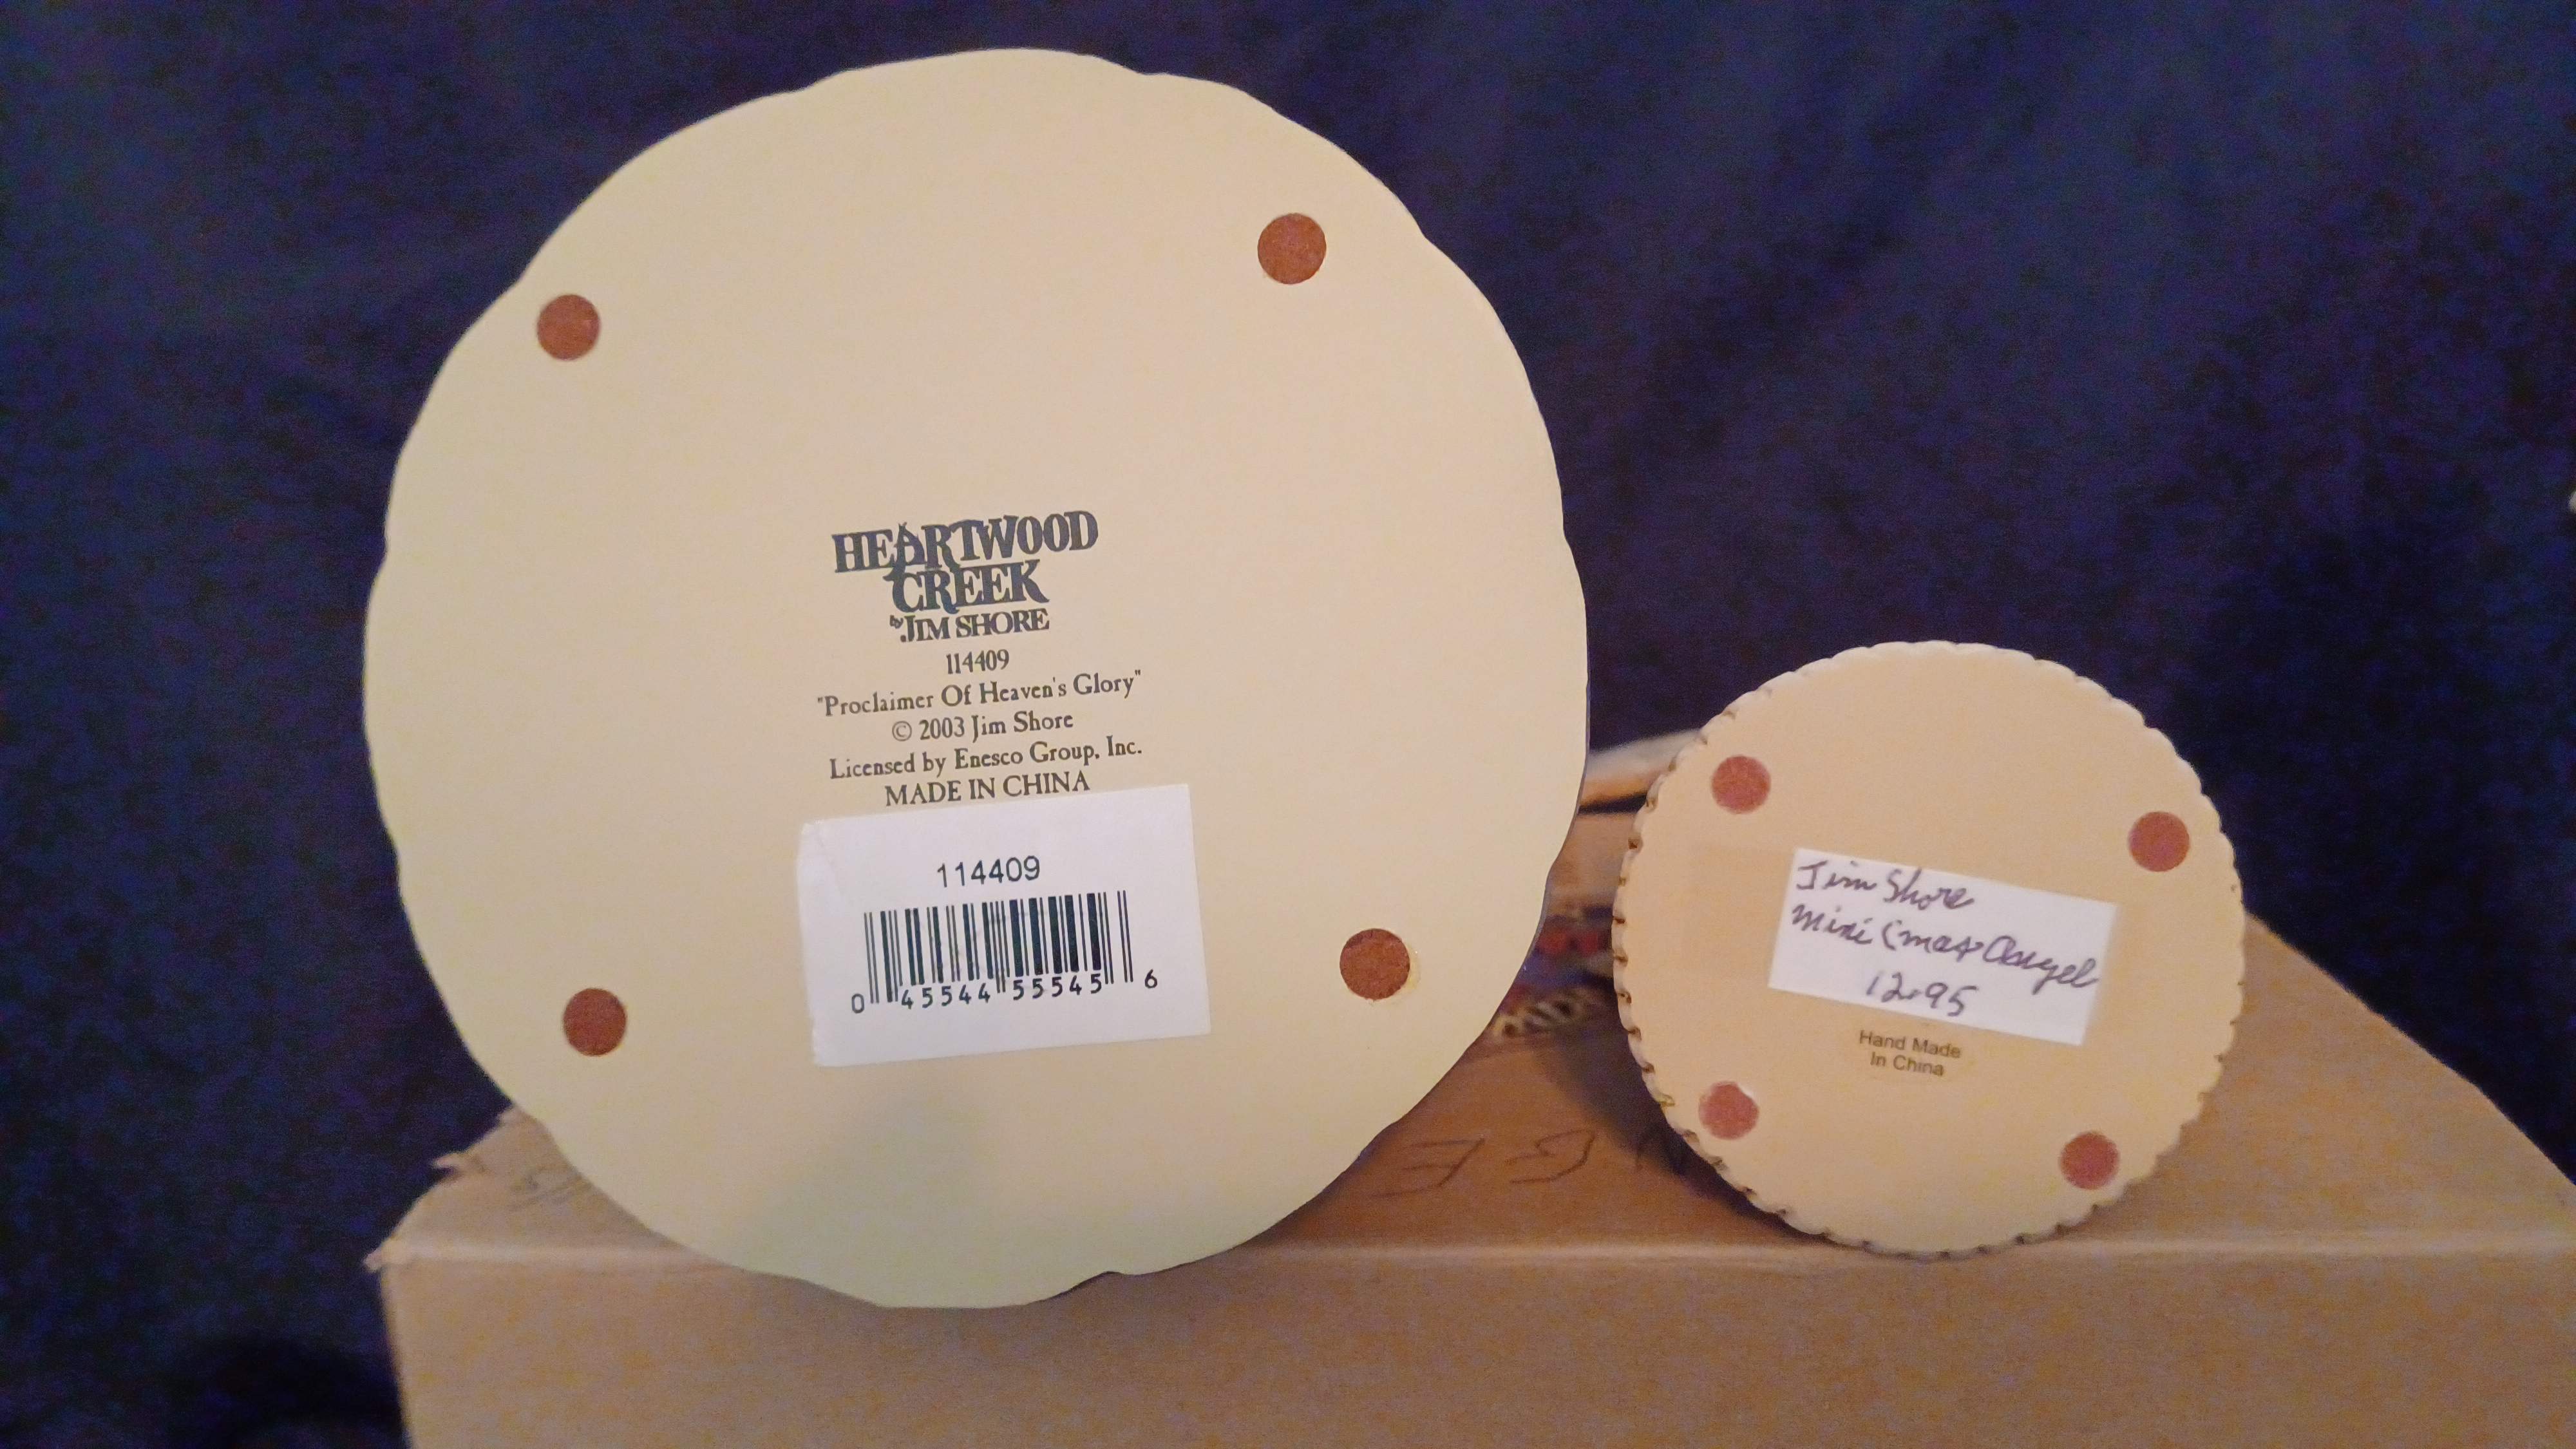 HEARTWOOD
CREEK
by JIM SHORE
114409
"Proclaimer Of Heaven's Glory"
© 2003 Jim Shore
Licensed by Enesco Group, Inc.
MADE IN CHINA
114409
0 45544 55545 6
Jim Shore
mini Cmas Angel
12.95
Hand Made
In China